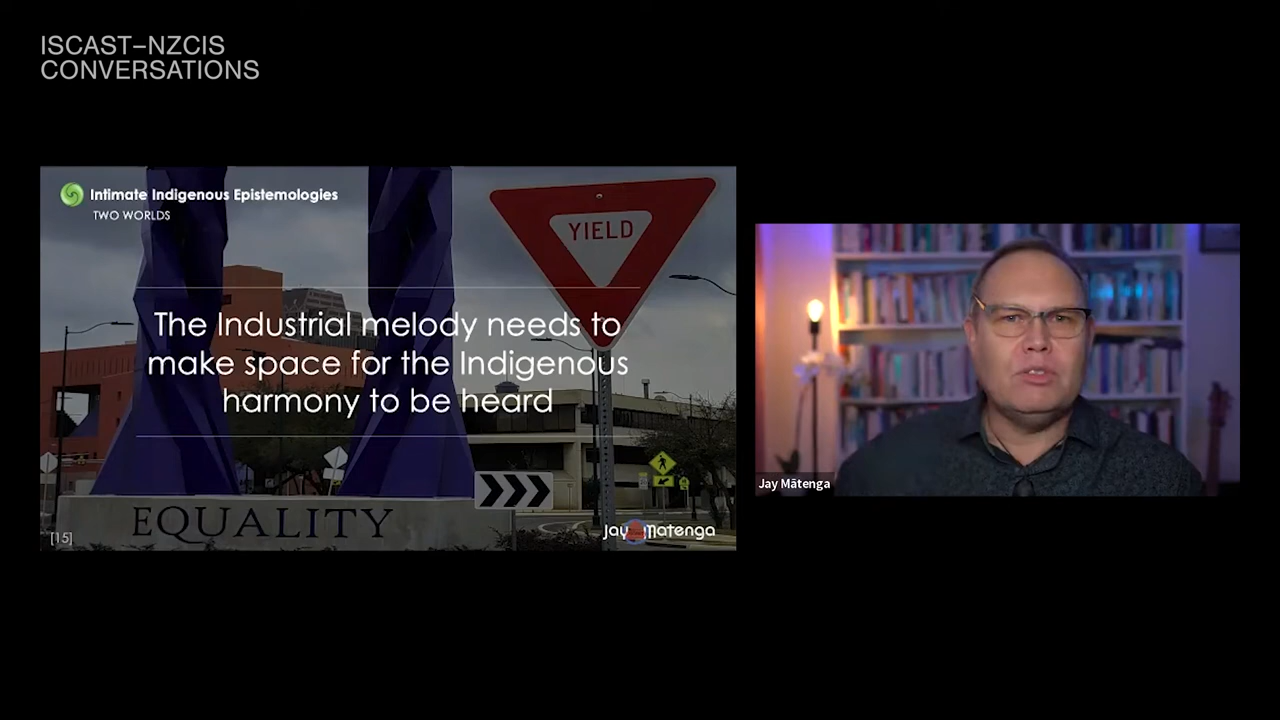 ISCAST–NZCIS
CONVERSATIONS
Intimate Indigenous Epistemologies
TWO WORLDS
YIELD
The Industrial melody needs to
make space for the Indigenous
harmony to be heard
EQUALITY
[15]
Jay Matenga
Jay Mātenga